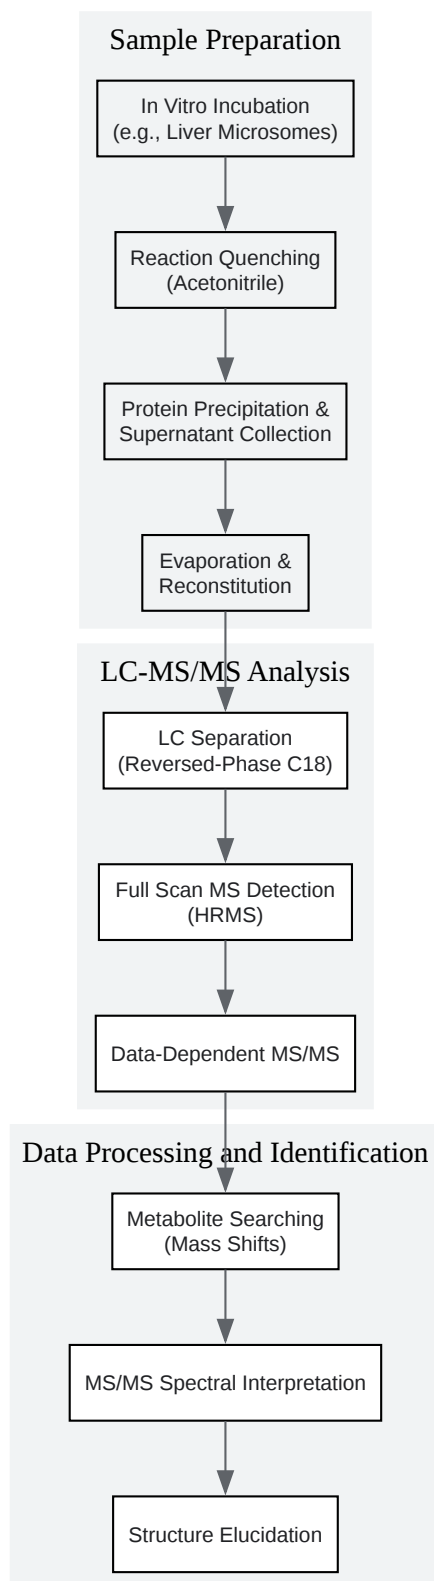 Sample Preparation
In Vitro Incubation
(e.g., Liver Microsomes)
Reaction Quenching
(Acetonitrile)
Protein Precipitation &
Supernatant Collection
Evaporation &
Reconstitution
LC-MS/MS Analysis
LC Separation
(Reversed-Phase C18)
Full Scan MS Detection
(HRMS)
Data-Dependent MS/MS
Data Processing and Identification
Metabolite Searching
(Mass Shifts)
MS/MS Spectral Interpretation
Structure Elucidation